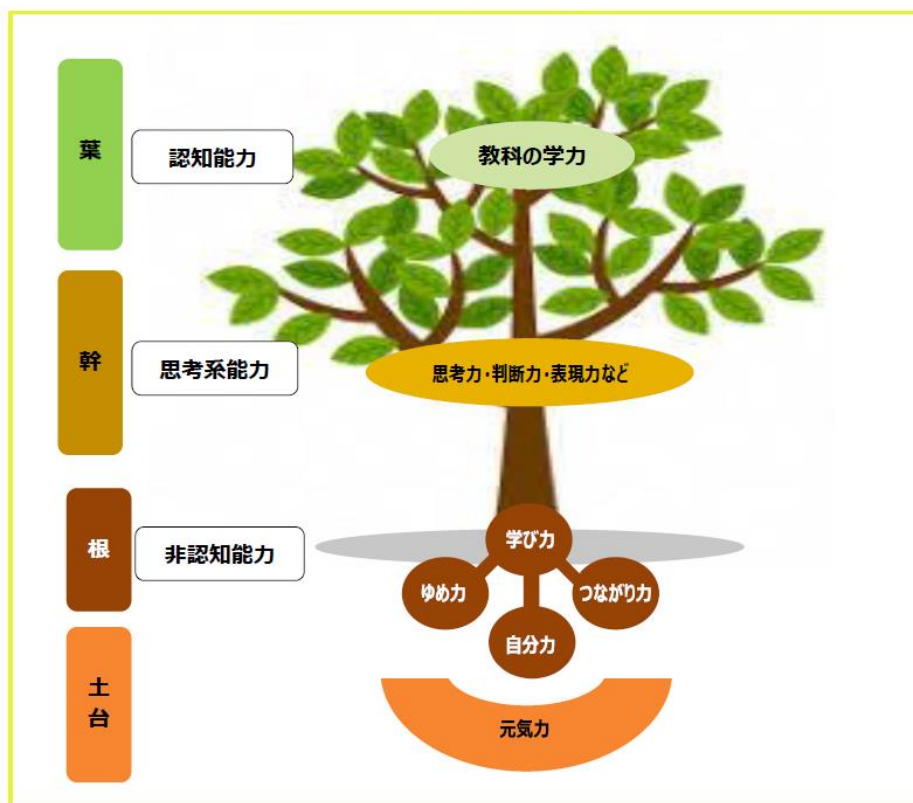 葉
認知能力
教科の学力
幹
思考系能力
思考力・判断力・表現力など
根
非認知能力
学び力
ゆめ力
つながり力
自分力
土台
元気力